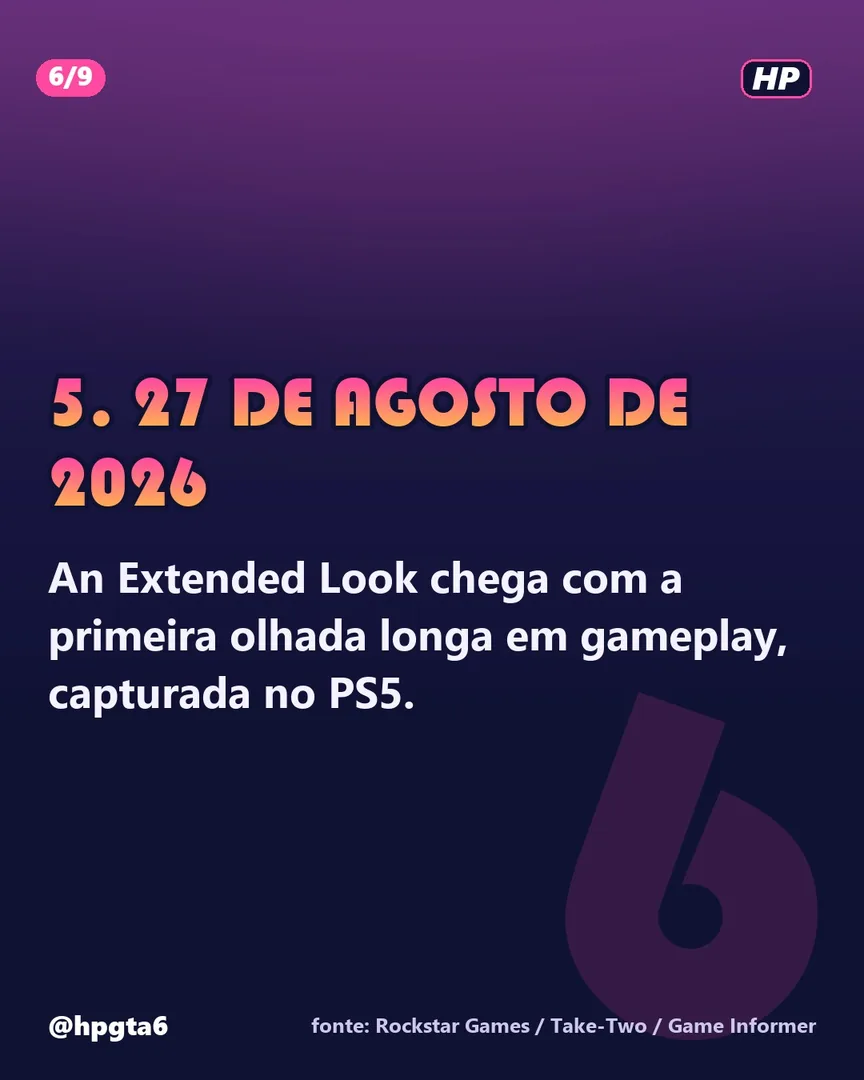 6/9
HP
5. 27 DE AGOSTO DE
2026
An Extended Look chega com a
primeira olhada longa em gameplay,
capturada no PS5.
6
@hpgta6
fonte: Rockstar Games / Take-Two / Game Informer